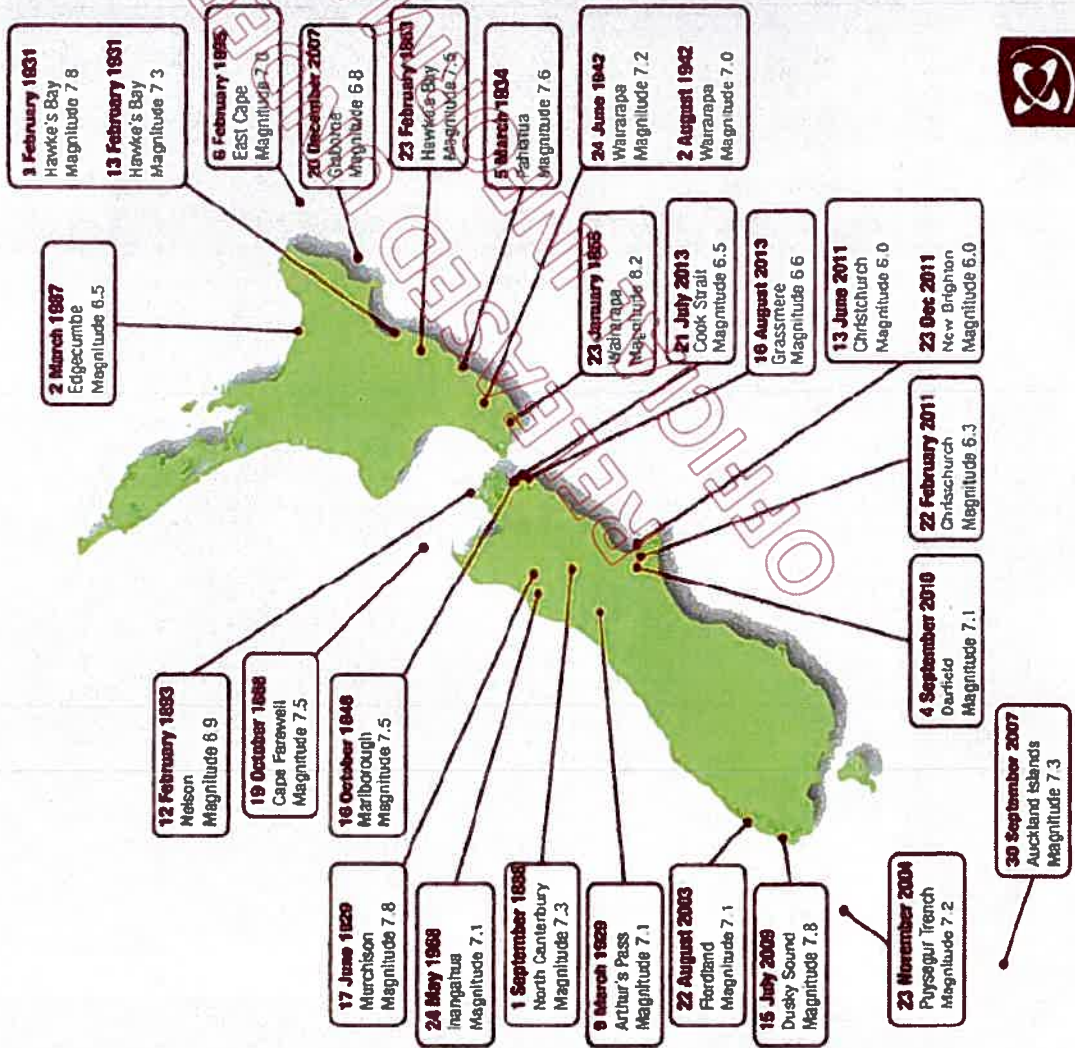 3 February 1931
Hawke's Bay
Magnitude 7.8
13 February 1931
Hawke's Bay
Magnitude 7.3
6 February 1995
East Cape
Magnitude 7.0
20 December 2007
Gisborne
Magnitude 6.8
23 February 1863
Hawke's Bay
Magnitude 7.5
5 March 1934
Pahiatua
Magnitude 7.6
24 June 1942
Wairarapa
Magnitude 7.2
2 August 1942
Wairarapa
Magnitude 7.0
2 March 1987
Edgecumbe
Magnitude 6.5
23 January 1855
Wairarapa
Magnitude 8.2
21 July 2013
Cook Strait
Magnitude 6.5
16 August 2013
Grassmere
Magnitude 6.6
13 June 2011
Christchurch
Magnitude 6.0
23 Dec 2011
New Brighton
Magnitude 6.0
22 February 2011
Christchurch
Magnitude 6.3
4 September 2010
Darfield
Magnitude 7.1
12 February 1893
Nelson
Magnitude 6.9
19 October 1868
Cape Farewell
Magnitude 7.5
16 October 1848
Marlborough
Magnitude 7.5
17 June 1929
Murchison
Magnitude 7.8
24 May 1968
Inangahua
Magnitude 7.1
1 September 1888
North Canterbury
Magnitude 7.3
9 March 1929
Arthur's Pass
Magnitude 7.1
22 August 2003
Fiordland
Magnitude 7.1
15 July 2009
Dusky Sound
Magnitude 7.8
23 November 2004
Puysegur Trench
Magnitude 7.2
30 September 2007
Auckland Islands
Magnitude 7.3
RELEASED UNDER
OFFICIAL INFORMATION